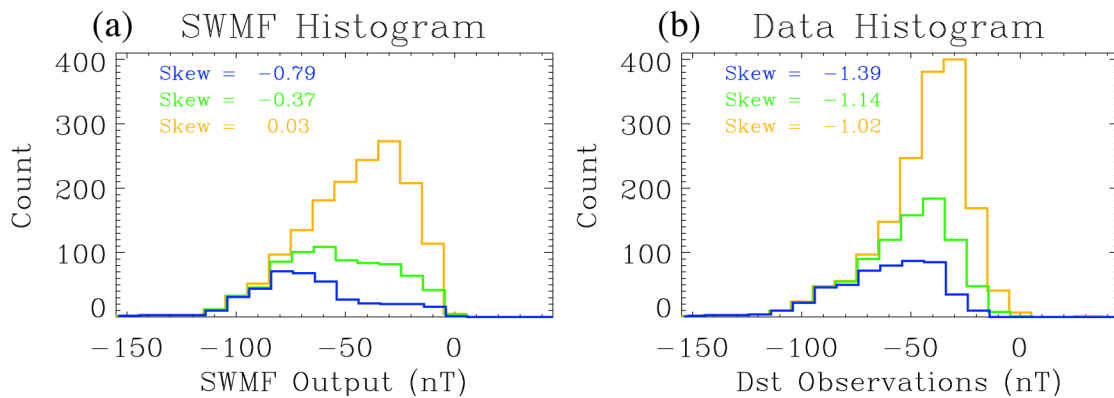 (a) SWMF Histogram
Skew = -0.79
Skew = -0.37
Skew = 0.03
400
300
200
100
0
Count
-150 -100 -50 0
SWMF Output (nT)
(b) Data Histogram
Skew = -1.39
Skew = -1.14
Skew = -1.02
400
300
200
100
0
Count
-150 -100 -50 0
Dst Observations (nT)